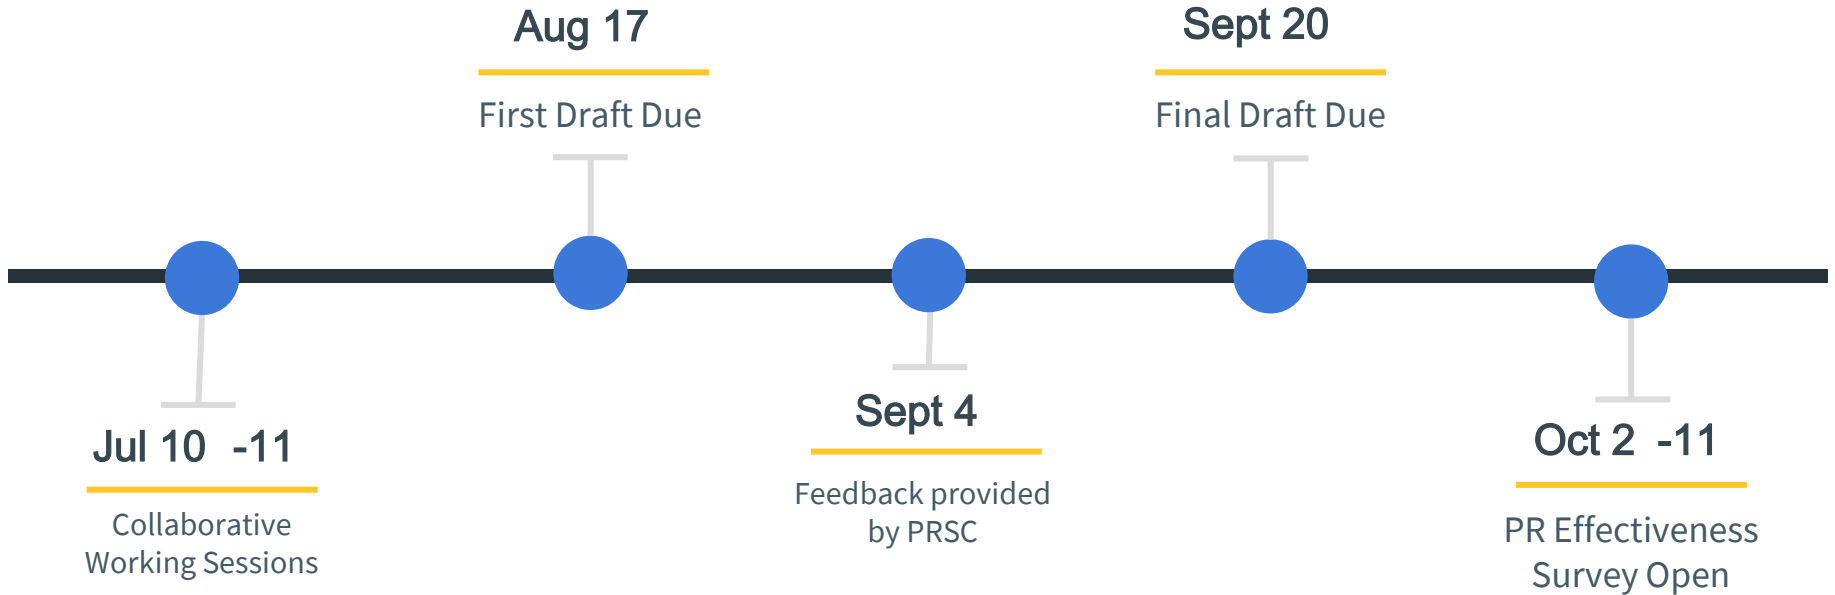 Jul 10 -11
Collaborative
Working Sessions
Aug 17
First Draft Due
Sept 4
Feedback provided
by PRSC
Sept 20
Final Draft Due
Oct 2 -11
PR Effectiveness
Survey Open